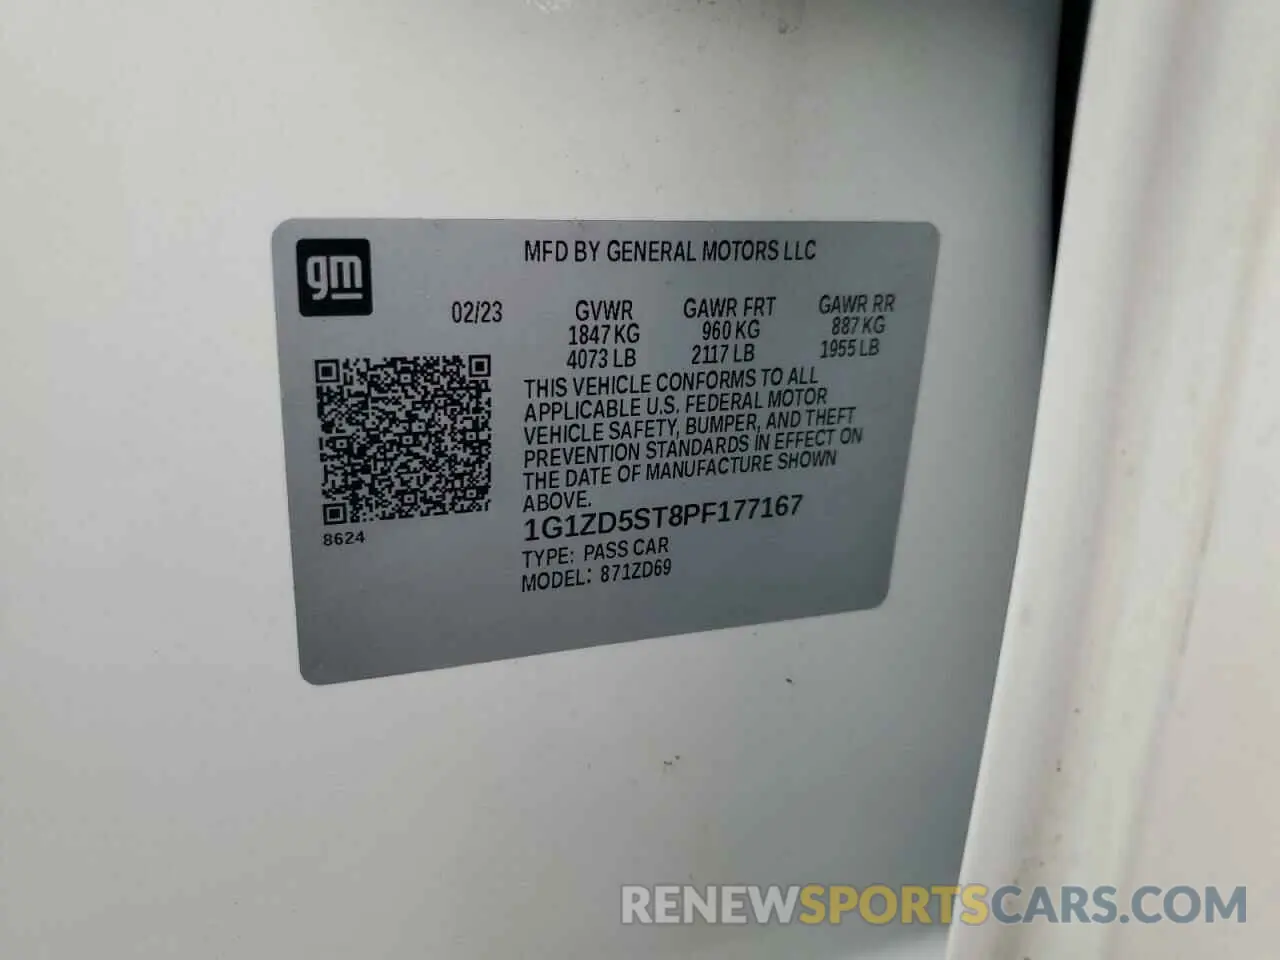 MFD BY GENERAL MOTORS LLC
gm
02/23 GVWR GAWR FRT GAWR RR
1847 KG 960 KG 887 KG
4073 LB 2117 LB 1955 LB
THIS VEHICLE CONFORMS TO ALL
APPLICABLE U.S. FEDERAL MOTOR
VEHICLE SAFETY, BUMPER, AND THEFT
PREVENTION STANDARDS IN EFFECT ON
THE DATE OF MANUFACTURE SHOWN
ABOVE.
1G1ZD5ST8PF177167
8624
TYPE: PASS CAR
MODEL: 871ZD69
RENEWSPORTSCARS.COM